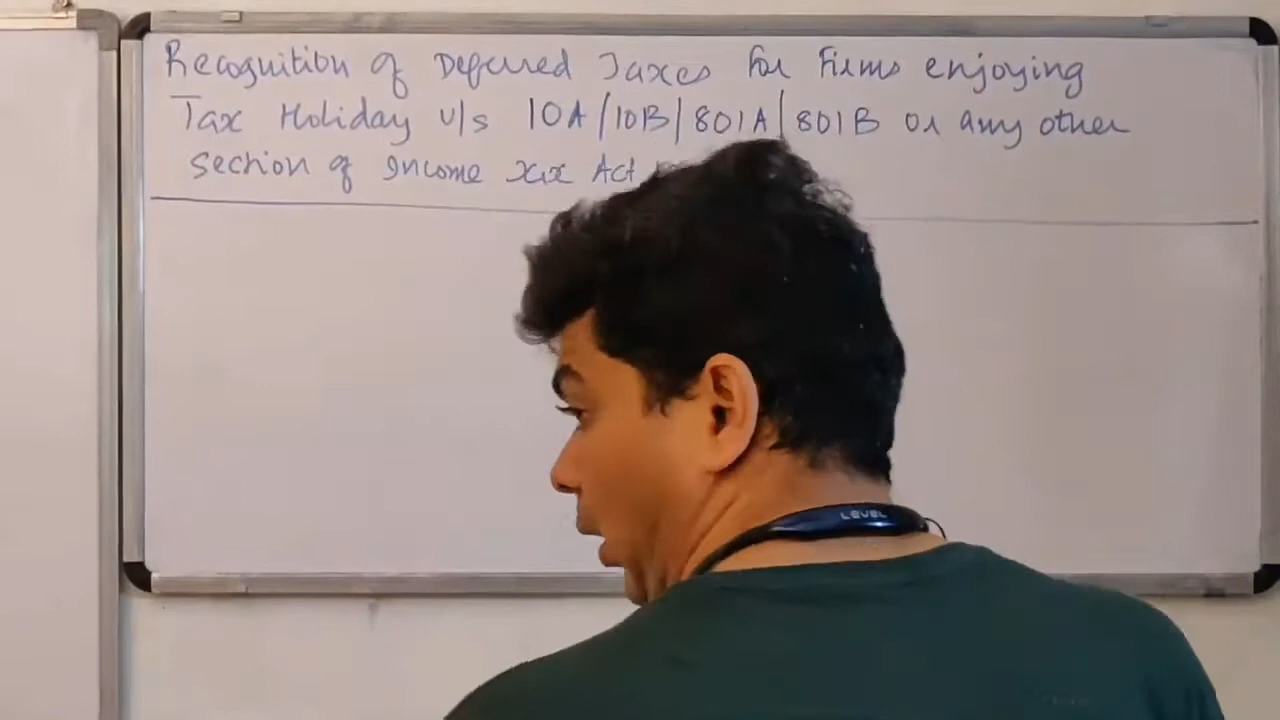 Recognition of Deferred Taxes for Firms enjoying
Tax Holiday u/s 10A/10B/80IA/80IB or any other
section of Income Tax Act
LEVEL